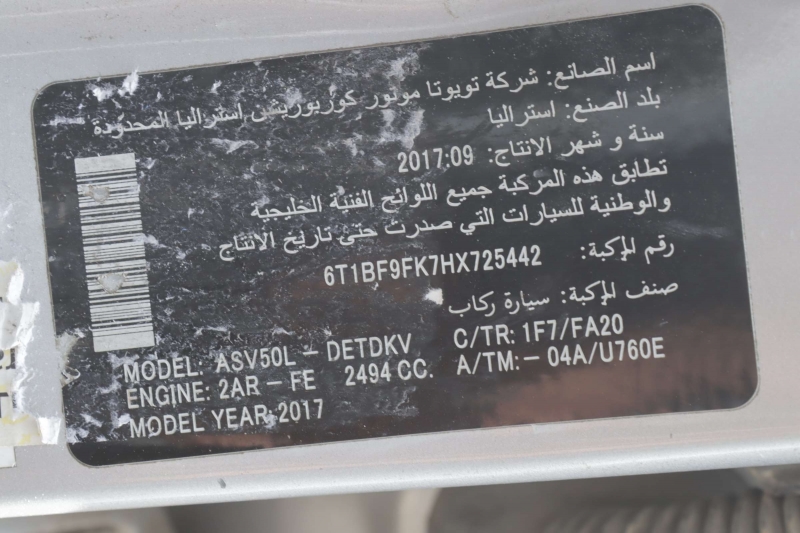 اسم الصانع: شركة تويوتا موتور كوربوريشن استراليا المحدودة
بلد الصنع: استراليا
سنة و شهر الانتاج: 2017:09
تطابق هذه المركبة جميع اللوائح الفنية الخليجية
والوطنية للسيارات التي صدرت حتى تاريخ الانتاج
رقم المركبة: 6T1BF9FK7HX725442
صنف المركبة: سيارة ركاب
MODEL: ASV50L - DETDKV C/TR: 1F7/FA20
ENGINE: 2AR - FE 2494 CC. A/TM: - 04A/U760E
MODEL YEAR: 2017